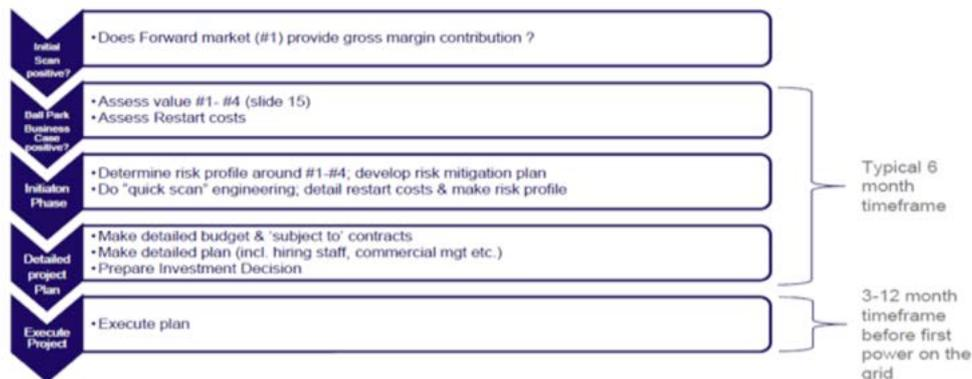 Initial
Scan
positive?
•Does Forward market (#1) provide gross margin contribution ?
Ball Park
Business
Case
positive?
•Assess value #1- #4 (slide 15)
•Assess Restart costs
Initiaton
Phase
•Determine risk profile around #1-#4; develop risk mitigation plan
•Do "quick scan" engineering; detail restart costs & make risk profile
Detailed
project
Plan
•Make detailed budget & 'subject to' contracts
•Make detailed plan (incl. hiring staff, commercial mgt etc.)
•Prepare Investment Decision
Execute
Project
•Execute plan
Typical 6
month
timeframe
3-12 month
timeframe
before first
power on the
grid